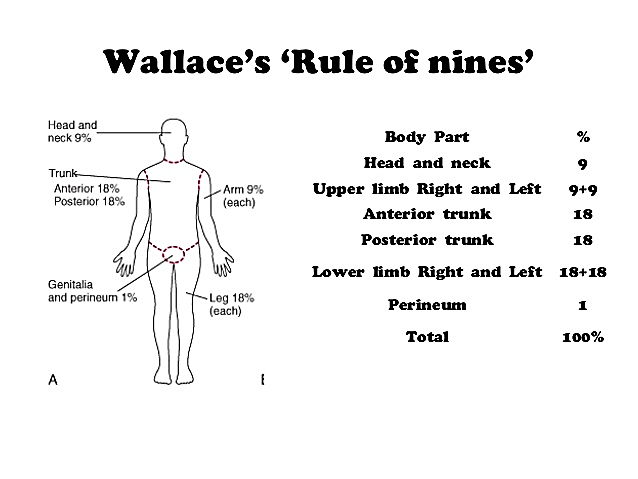 Wallace's 'Rule of nines'
Head and
neck 9%
Trunk
Anterior 18%
Posterior 18%
Arm 9%
(each)
Genitalia
and perineum 1%
Leg 18%
(each)
A
Body Part %
Head and neck 9
Upper limb Right and Left 9+9
Anterior trunk 18
Posterior trunk 18
Lower limb Right and Left 18+18
Perineum 1
Total 100%